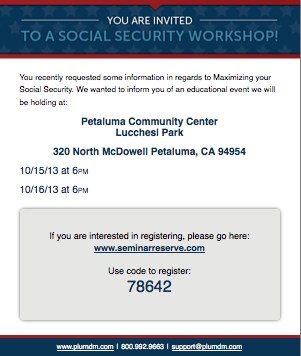 YOU ARE INVITED
TO A SOCIAL SECURITY WORKSHOP!
You recently requested some information in regards to Maximizing your
Social Security. We wanted to inform you of an educational event we will
be holding at:
Petaluma Community Center
Lucchesi Park
320 North McDowell Petaluma, CA 94954
10/15/13 at 6PM
10/16/13 at 6PM
If you are interested in registering, please go here:
www.seminarreserve.com
Use code to register:
78642
www.plumdm.com | 800.992.9663 | support@plumdm.com